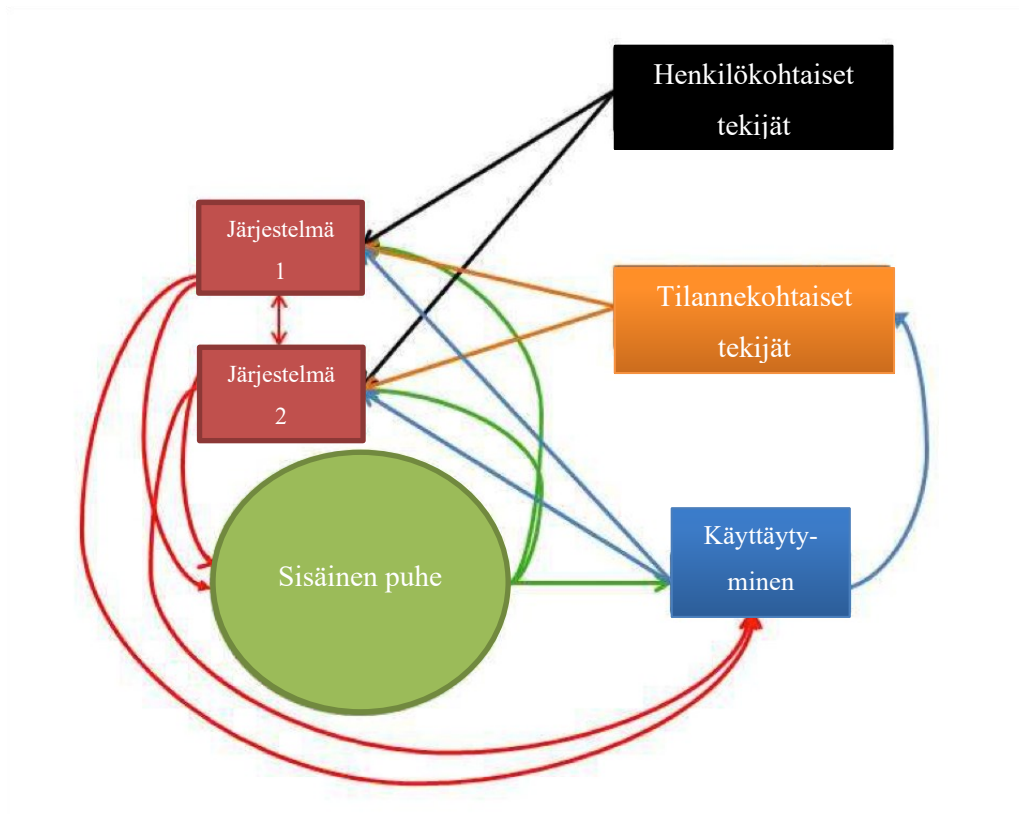 Henkilökohtaiset
tekijät
Järjestelmä
1
Tilannekohtaiset
tekijät
Järjestelmä
2
Käyttäyty-
minen
Sisäinen puhe